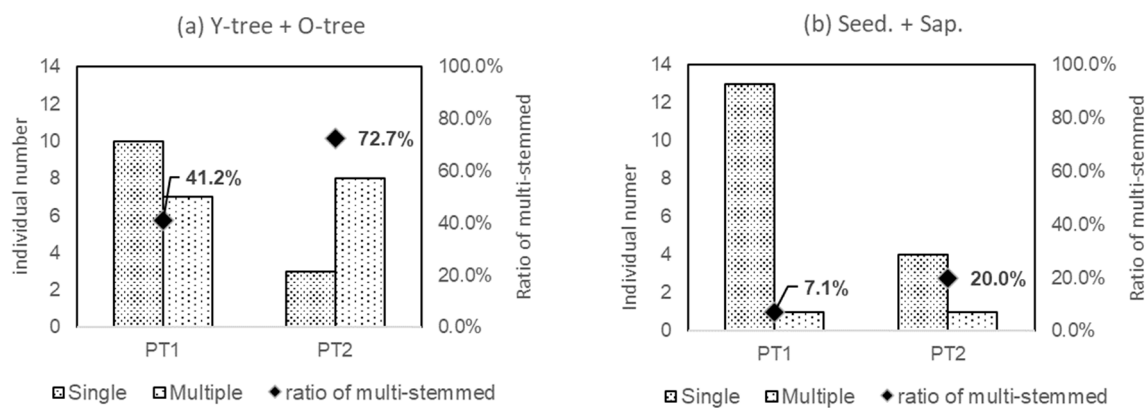 (a) Y-tree + O-tree
14
12
10
8
6
4
2
0
individual number
100.0%
80.0%
60.0%
40.0%
20.0%
0.0%
Ratio of multi-stemmed
41.2%
72.7%
PT1
PT2
Single
Multiple
ratio of multi-stemmed
(b) Seed. + Sap.
14
12
10
8
6
4
2
0
Individual numer
100.0%
80.0%
60.0%
40.0%
20.0%
0.0%
Ratio of multi-stemmed
7.1%
20.0%
PT1
PT2
Single
Multiple
ratio of multi-stemmed